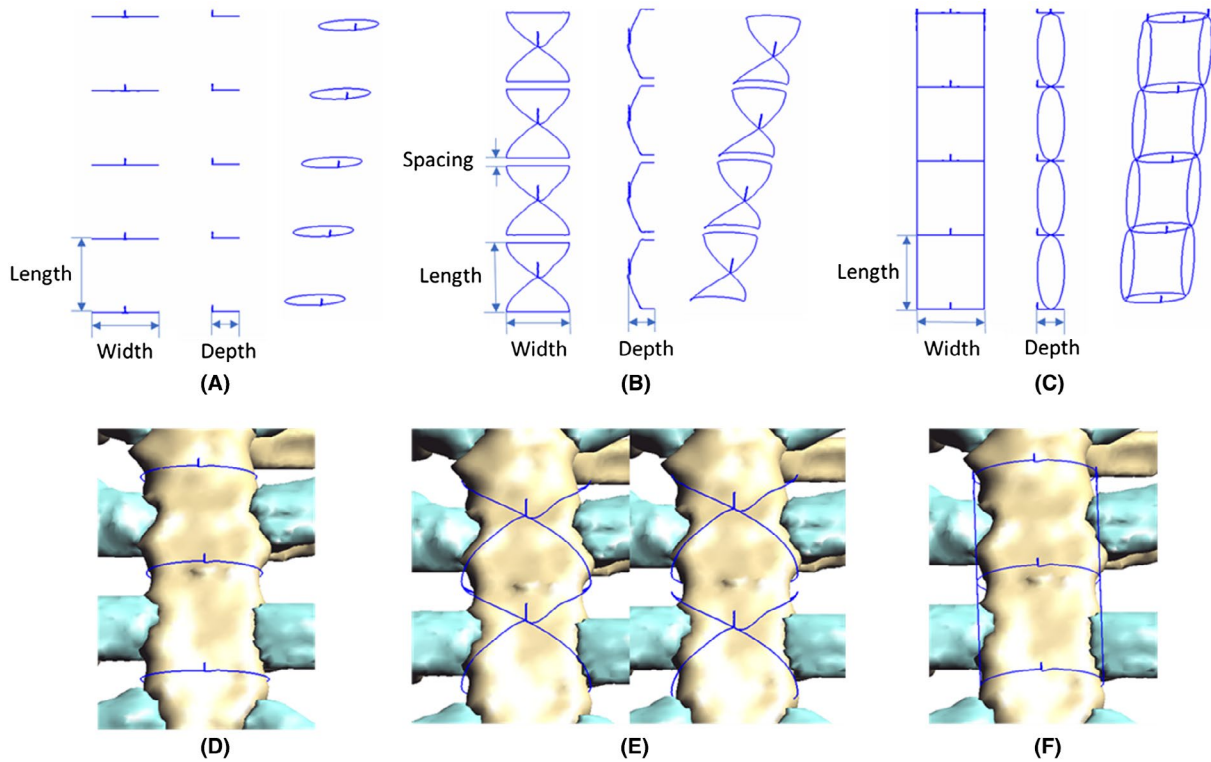 Length
Width
Depth
(A)
Spacing
Length
Width
Depth
(B)
Length
Width
Depth
(C)
(D)
(E)
(F)